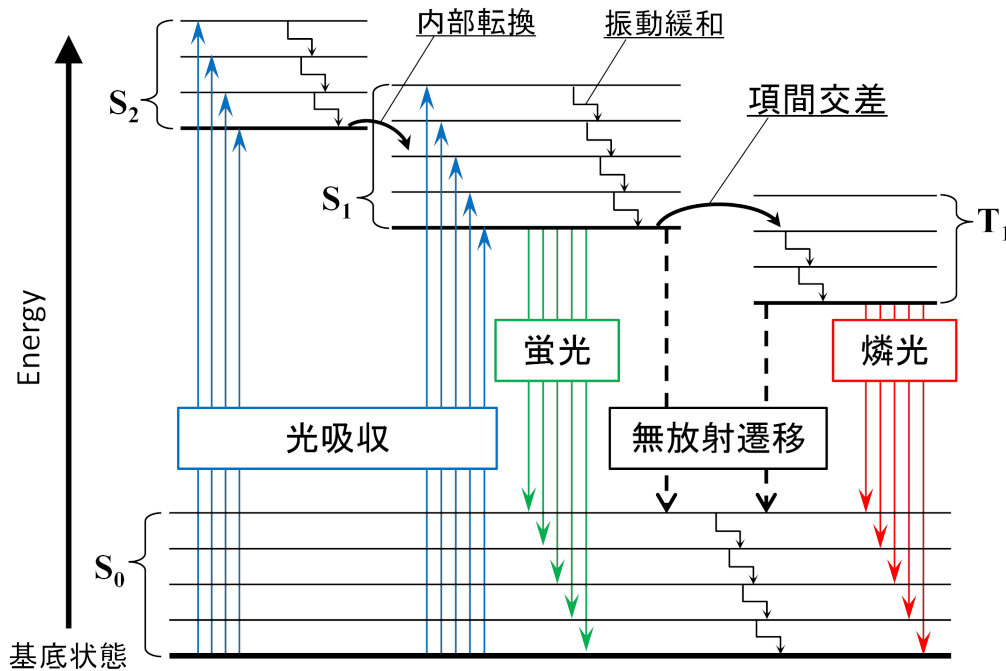 内部転換
振動緩和
S2
項間交差
S1
T1
Energy
蛍光
燐光
光吸収
無放射遷移
S0
基底状態